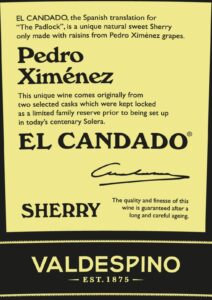 EL CANDADO, the Spanish translation for
"The Padlock", is a unique natural sweet Sherry
only made with raisins from Pedro Ximénez grapes.
Pedro
Ximénez
This unique wine comes originally from
two selected casks which were kept locked
as a limited family reserve prior to being set up
in today's centenary Solera.
EL CANDADO®
SHERRY
The quality and finesse of this
wine is guaranteed after a
long and careful ageing.
VALDESPINO
EST. 1875